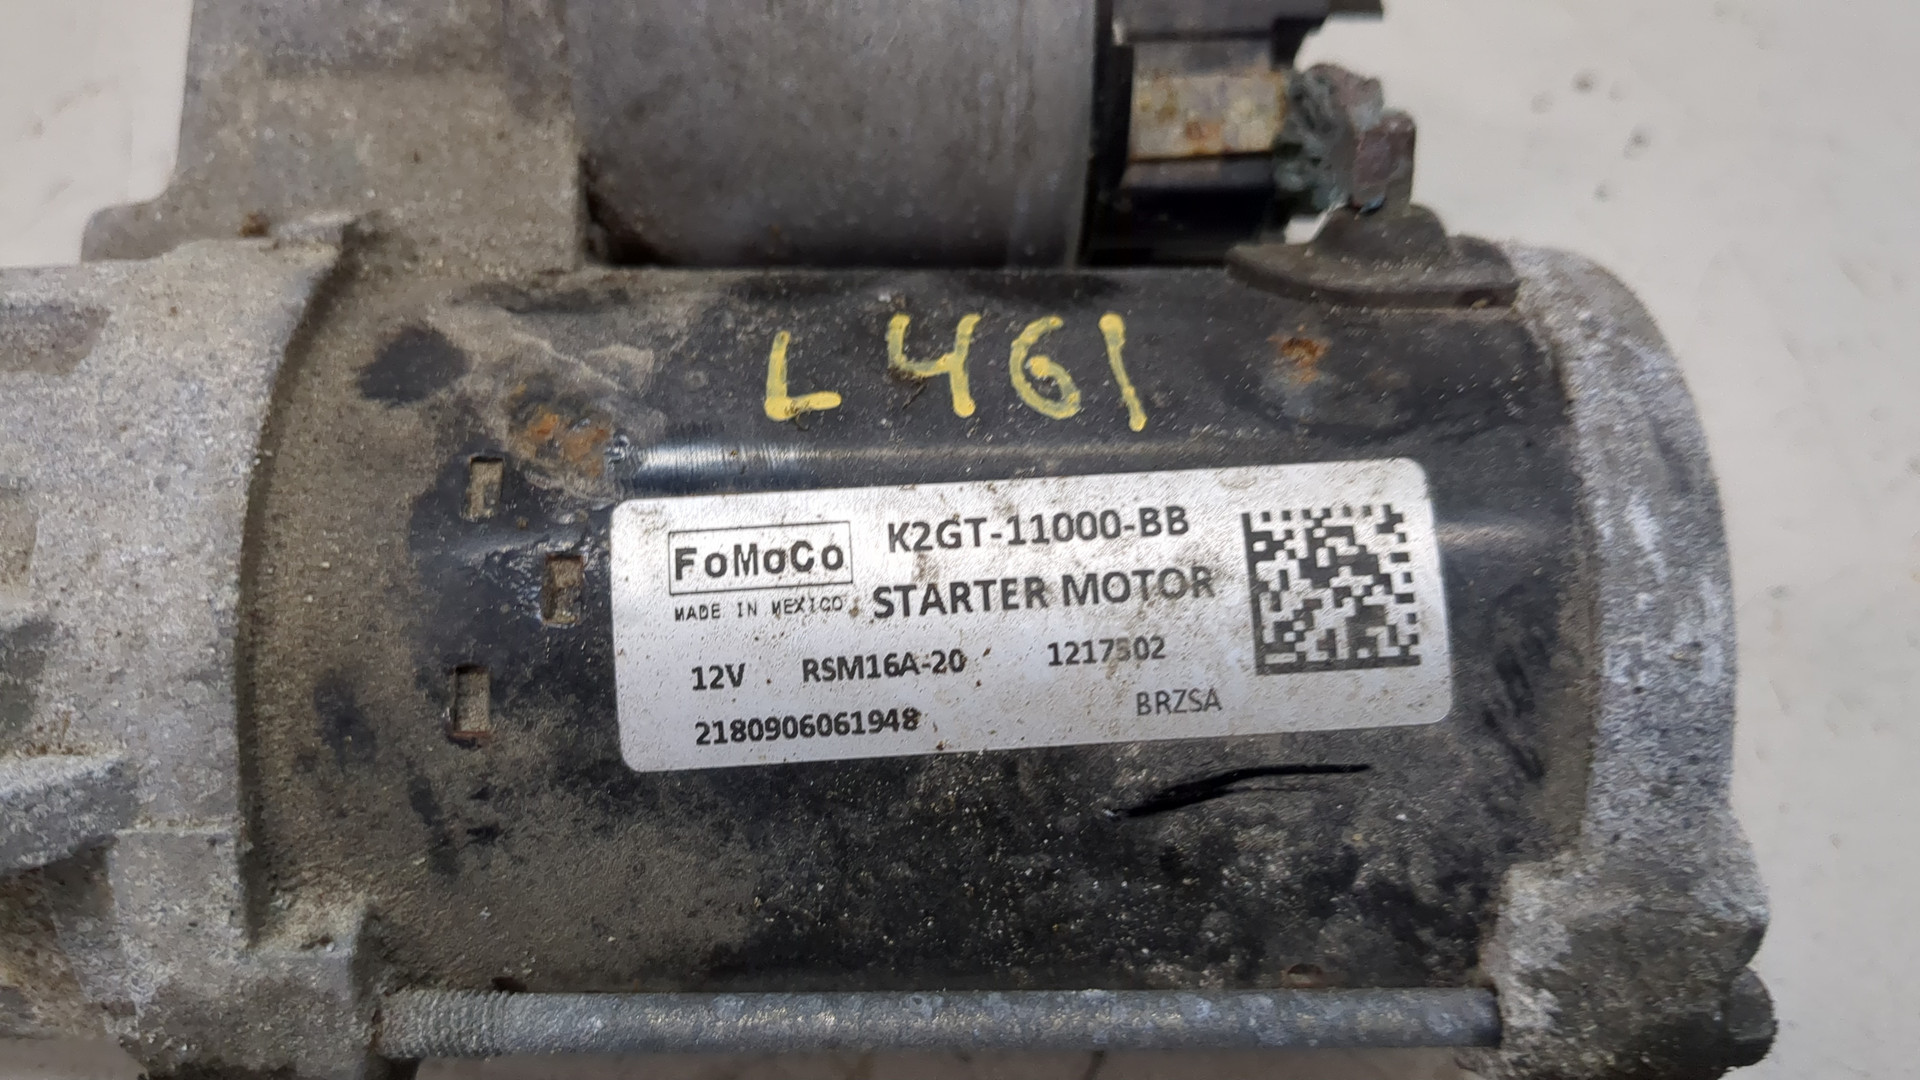 L461
FoMoCo
K2GT-11000-BB
MADE IN MEXICO
STARTER MOTOR
12V RSM16A-20 1217502
2180906061948
BRZSA